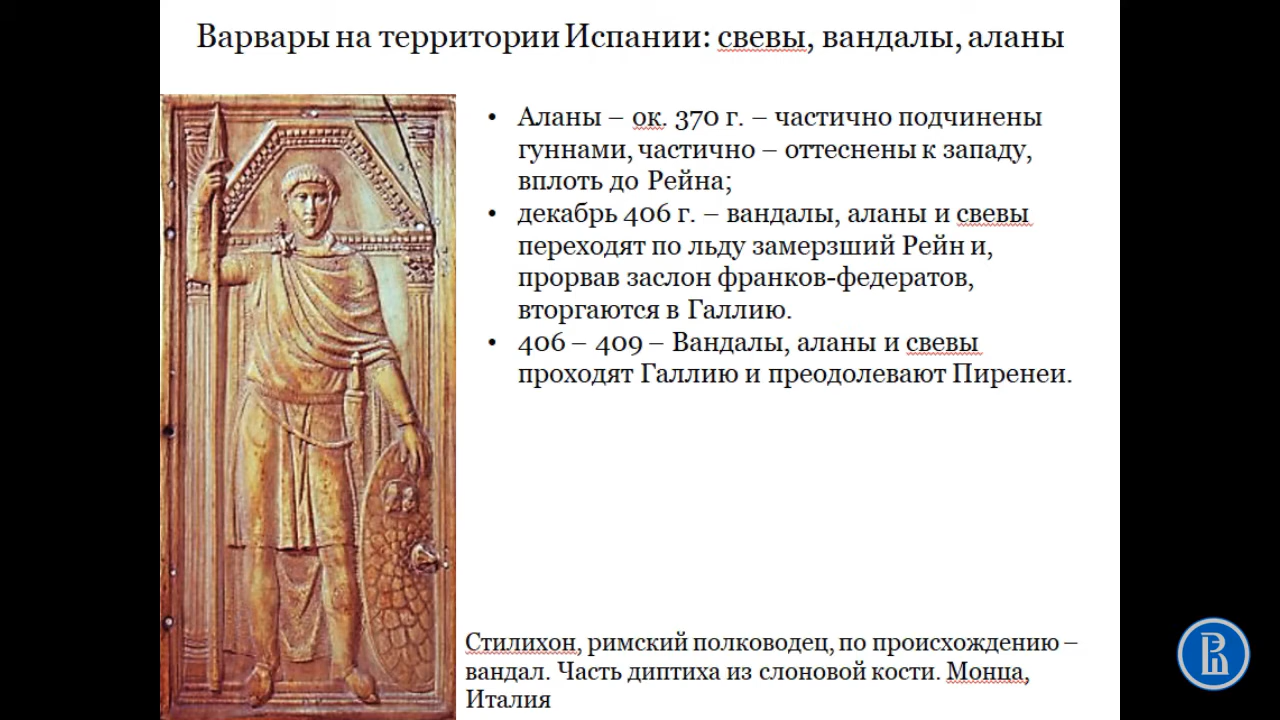 Варвары на территории Испании: свевы, вандалы, аланы
• Аланы – ок. 370 г. – частично подчинены
гуннами, частично – оттеснены к западу,
вплоть до Рейна;
• декабрь 406 г. – вандалы, аланы и свевы
переходят по льду замерзший Рейн и,
прорвав заслон франков-федератов,
вторгаются в Галлию.
• 406 – 409 – Вандалы, аланы и свевы
проходят Галлию и преодолевают Пиренеи.
Стилихон, римский полководец, по происхождению –
вандал. Часть диптиха из слоновой кости. Монца,
Италия